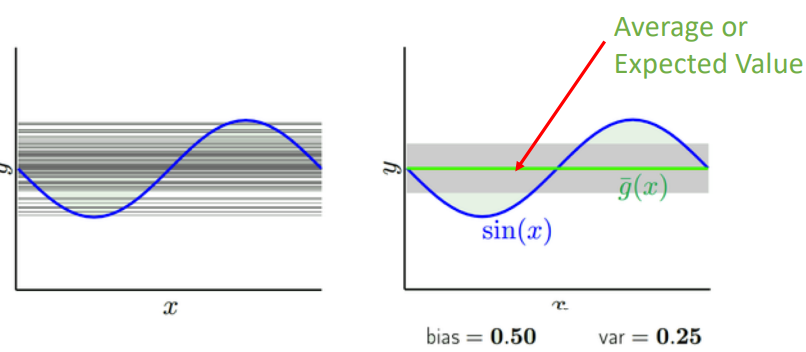 Average or
Expected Value
y
x
y
ḡ(x)
sin(x)
x
bias = 0.50 var = 0.25